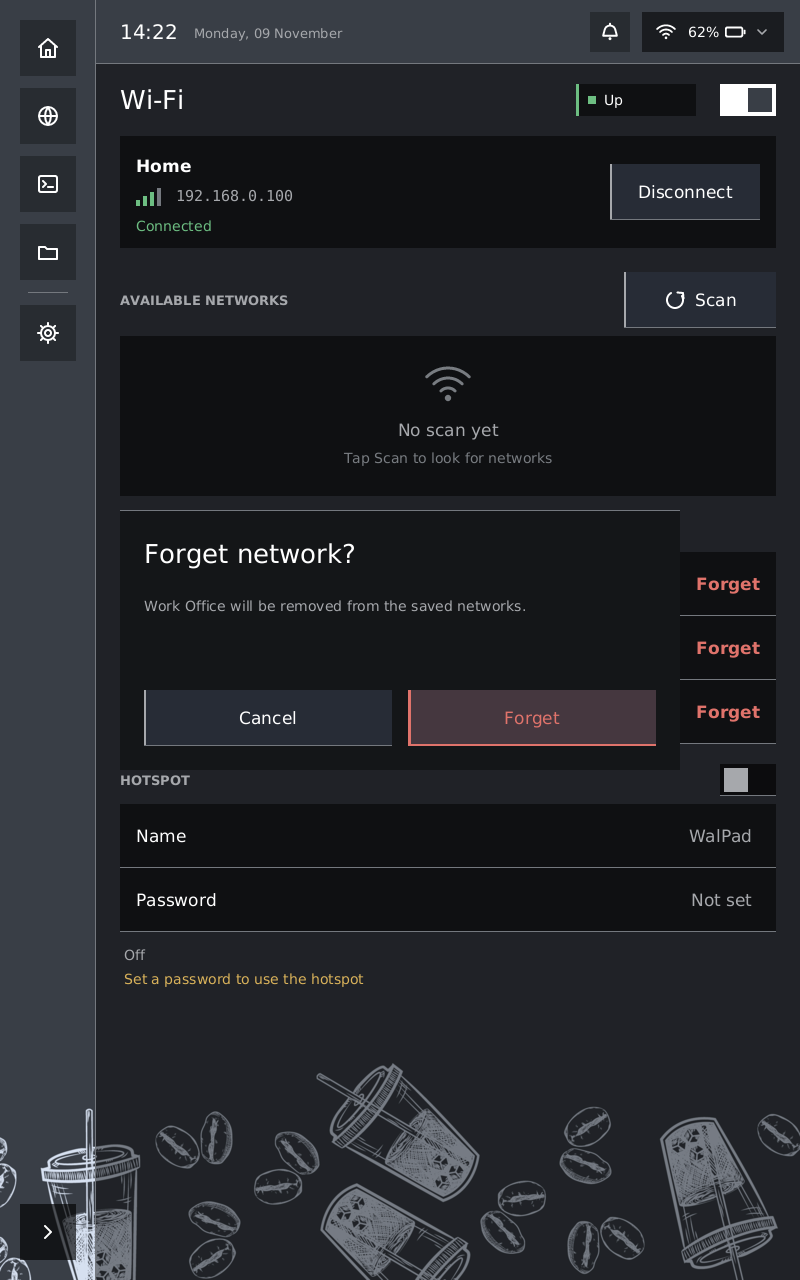 14:22 Monday, 09 November
62%
Wi-Fi
Up
Home
192.168.0.100
Connected
Disconnect
AVAILABLE NETWORKS
Scan
No scan yet
Tap Scan to look for networks
Forget network?
Work Office will be removed from the saved networks.
Cancel
Forget
Forget
Forget
Forget
HOTSPOT
Name
WalPad
Password
Not set
Off
Set a password to use the hotspot